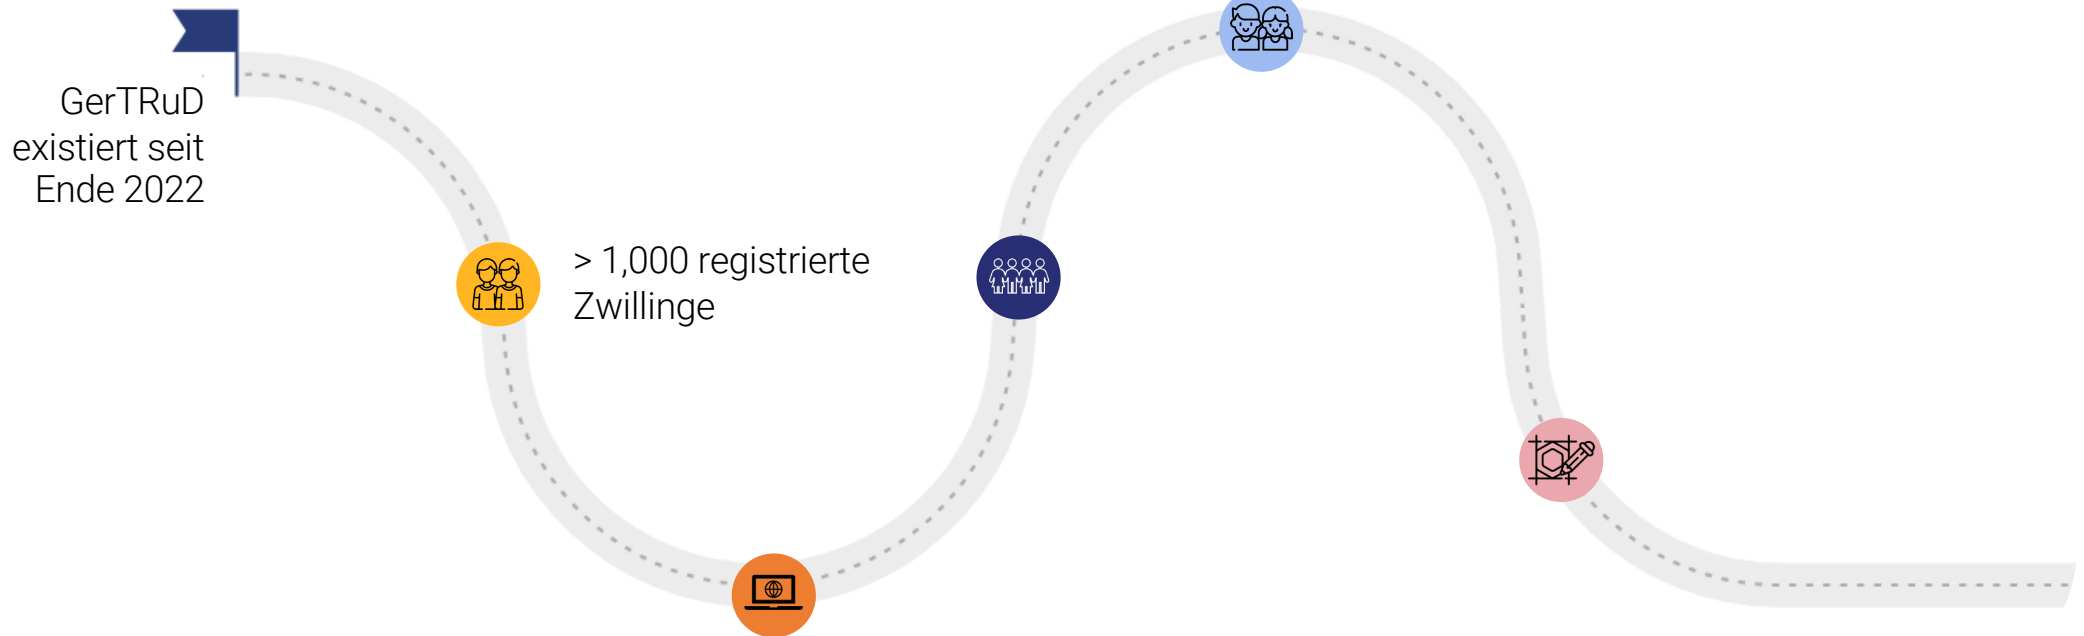 GerTRuD
existiert seit
Ende 2022
> 1,000 registrierte
Zwillinge